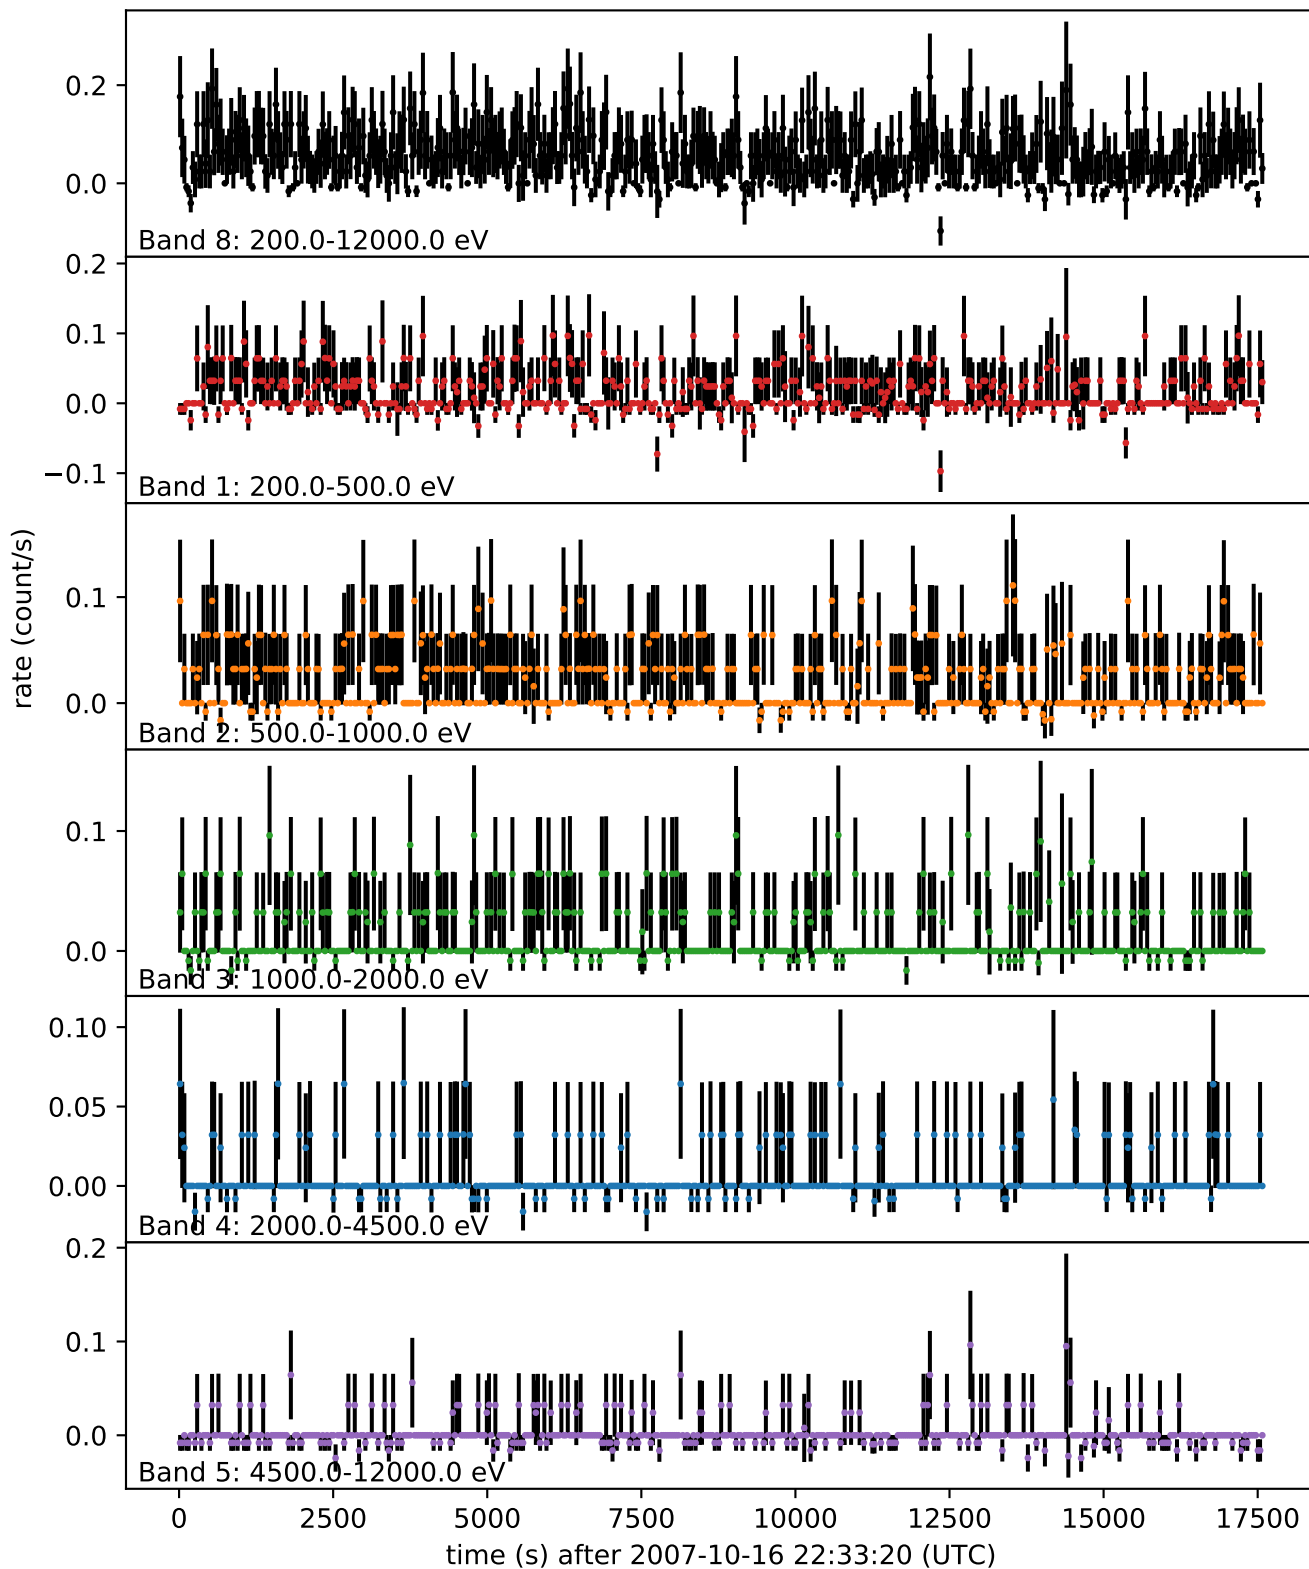 0.2
0.0
Band 8: 200.0-12000.0 eV
0.2
0.1
0.0
−0.1
Band 1: 200.0-500.0 eV
rate (count/s)
0.1
0.0
Band 2: 500.0-1000.0 eV
0.1
0.0
Band 3: 1000.0-2000.0 eV
0.10
0.05
0.00
Band 4: 2000.0-4500.0 eV
0.2
0.1
0.0
Band 5: 4500.0-12000.0 eV
0 2500 5000 7500 10000 12500 15000 17500
time (s) after 2007-10-16 22:33:20 (UTC)